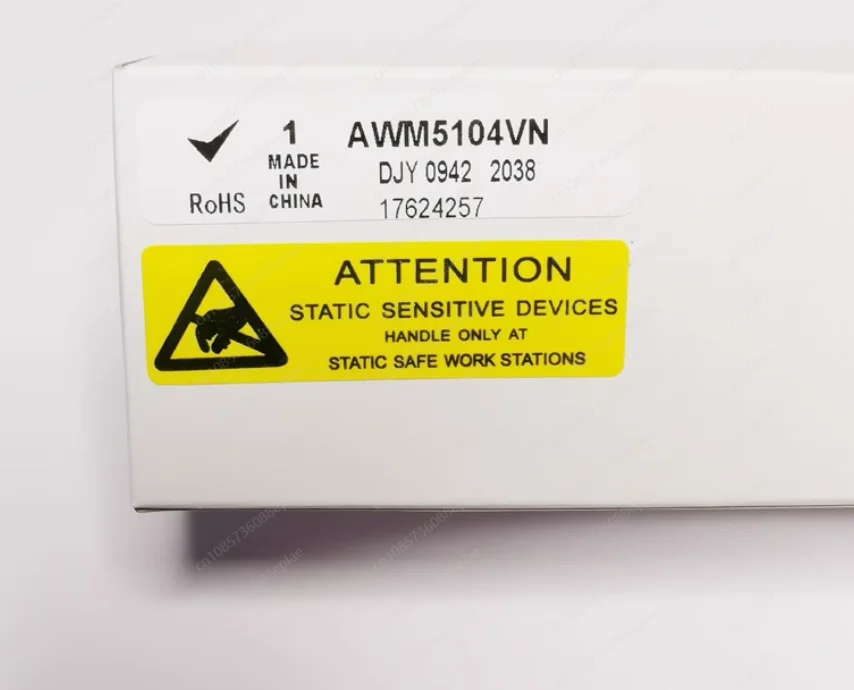 1 AWM5104VN
MADE DJY 0942 2038
IN
RoHS CHINA 17624257
ATTENTION
STATIC SENSITIVE DEVICES
HANDLE ONLY AT
STATIC SAFE WORK STATIONS